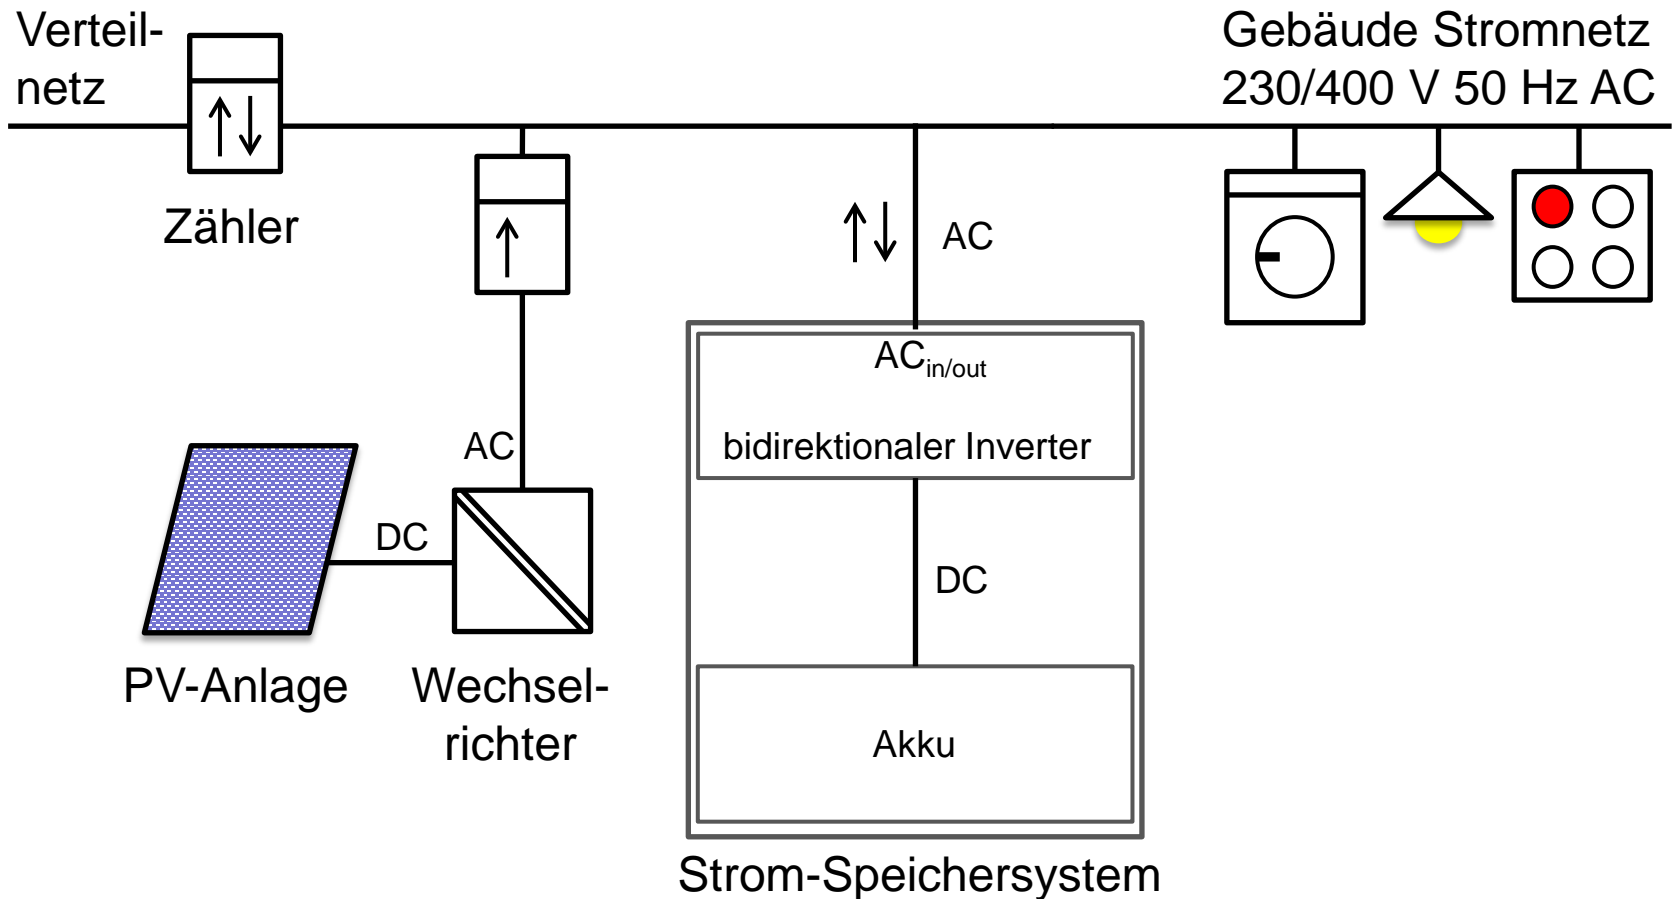 Verteil-
netz
Gebäude Stromnetz
230/400 V 50 Hz AC
Zähler
AC
AC
DC
PV-Anlage
Wechsel-
richter
AC in/out
bidirektionaler Inverter
DC
Akku
Strom-Speichersystem